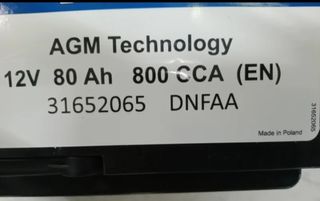 AGM Technology
12V 80 Ah 800 CCA (EN)
31652065 DNFAA
31652065
Made in Poland